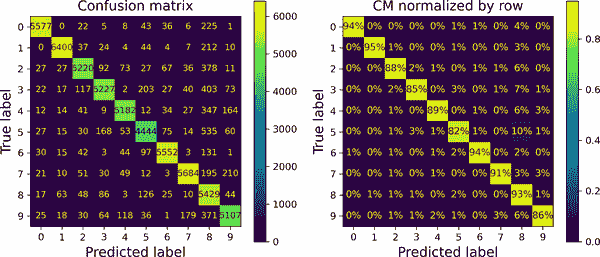 Confusion matrix
0 5577 0 22 5 8 43 36 6 225 1
1 0 6400 37 24 4 44 4 7 212 10
2 27 27 5220 92 73 27 67 36 378 11
3 22 17 117 5227 2 203 27 40 403 73
4 12 14 41 9 5182 12 34 27 347 164
5 27 15 30 168 53 4444 75 14 535 60
6 30 15 42 3 44 97 5552 3 131 1
7 21 10 51 30 49 12 3 5684 195 210
8 17 63 48 86 3 126 25 10 5429 44
9 25 18 30 64 118 36 1 179 371 5107
0 1 2 3 4 5 6 7 8 9
Predicted label
True label
6000
5000
4000
3000
2000
1000
0
CM normalized by row
0 94% 0% 0% 0% 0% 1% 1% 0% 4% 0%
1 0% 95% 1% 0% 0% 1% 0% 0% 3% 0%
2 0% 0% 88% 2% 1% 0% 1% 1% 6% 0%
3 0% 0% 2% 85% 0% 3% 0% 1% 7% 1%
4 0% 0% 1% 0% 89% 0% 1% 0% 6% 3%
5 0% 0% 1% 3% 1% 82% 1% 0% 10% 1%
6 1% 0% 1% 0% 1% 2% 94% 0% 2% 0%
7 0% 0% 1% 0% 1% 0% 0% 91% 3% 3%
8 0% 1% 1% 1% 0% 2% 0% 0% 93% 1%
9 0% 0% 1% 1% 2% 1% 0% 3% 6% 86%
0 1 2 3 4 5 6 7 8 9
Predicted label
True label
0.8
0.6
0.4
0.2
0.0